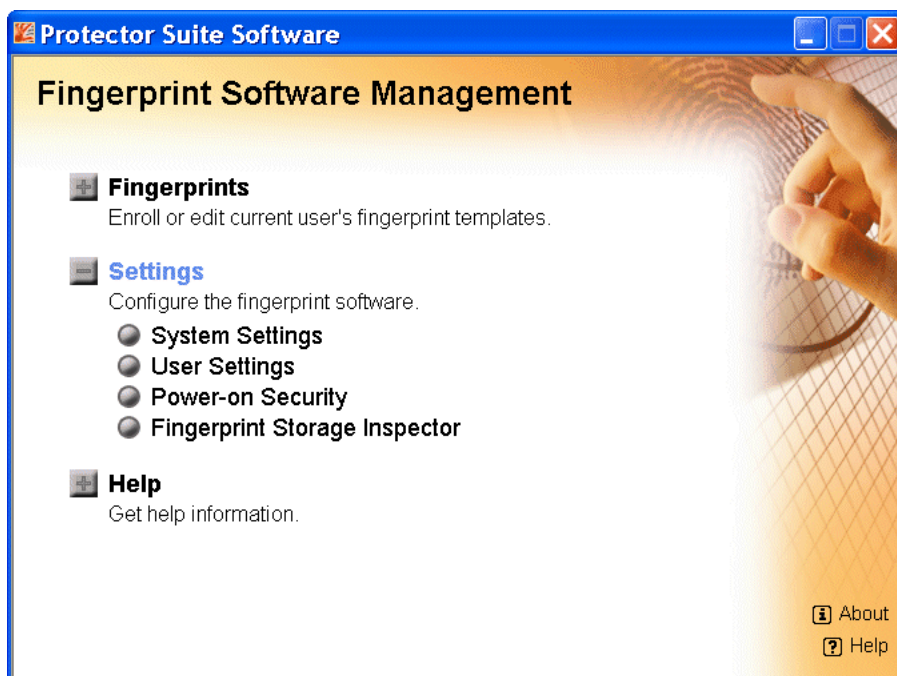 Protector Suite Software
Fingerprint Software Management
Fingerprints
Enroll or edit current user's fingerprint templates.
Settings
Configure the fingerprint software.
System Settings
User Settings
Power-on Security
Fingerprint Storage Inspector
Help
Get help information.
About
Help